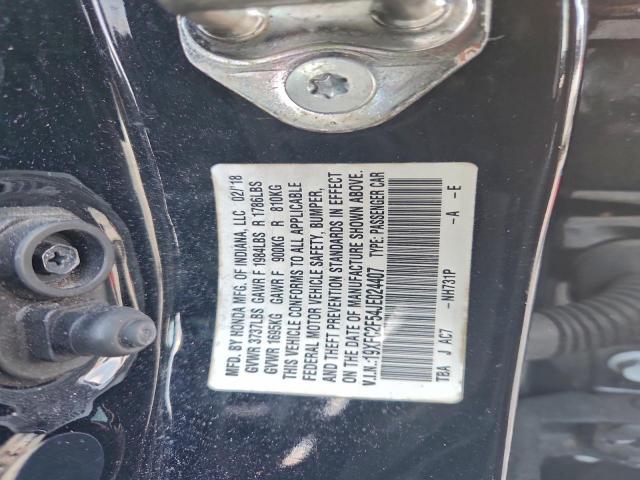 MFD. BY HONDA MFG. OF INDIANA, LLC 02/18
GVWR 3737LBS GAWR F 1984LBS R 1786LBS
GVWR 1695KG GAWR F 900KG R 810KG
THIS VEHICLE CONFORMS TO ALL APPLICABLE
FEDERAL MOTOR VEHICLE SAFETY, BUMPER,
AND THEFT PREVENTION STANDARDS IN EFFECT
ON THE DATE OF MANUFACTURE SHOWN ABOVE.
V.I.N.:19XFC2F54JE024407 TYPE: PASSENGER CAR
TBA J AC7 -NH731P -A -E